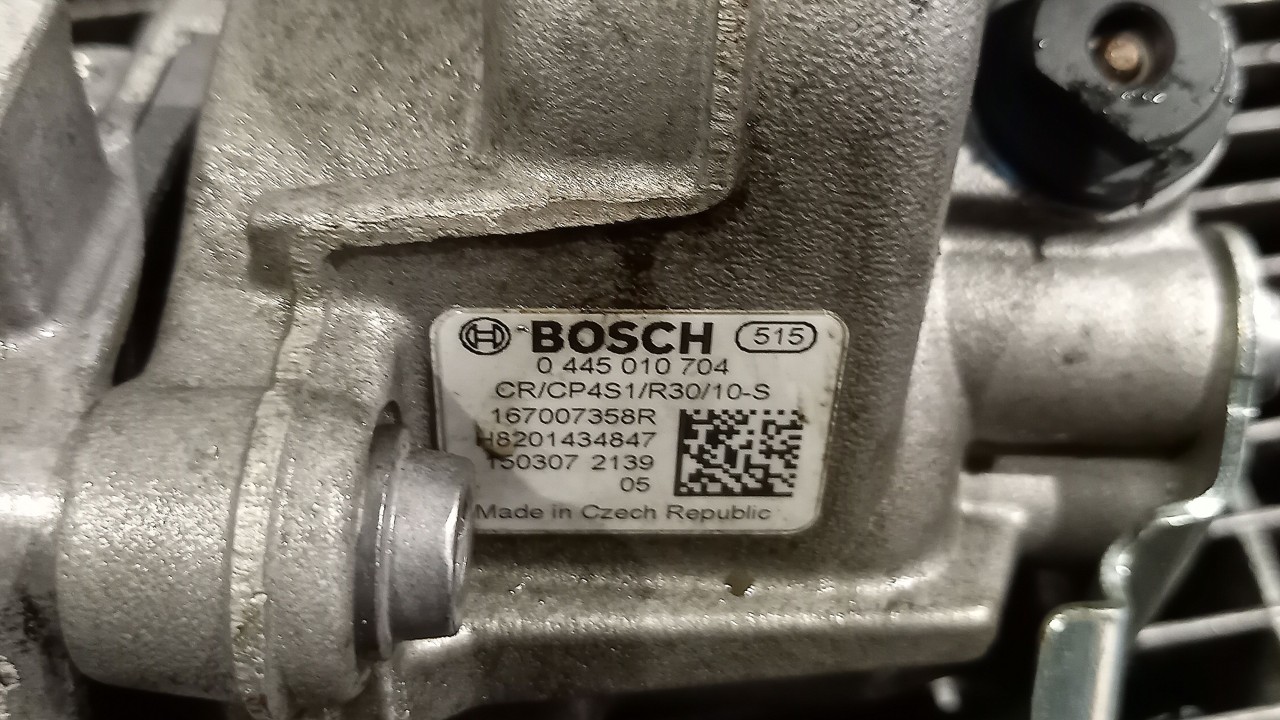 BOSCH 515
0 445 010 704
CR/CP4S1/R30/10-S
167007358R
H8201434847
150307 2139
05
Made in Czech Republic